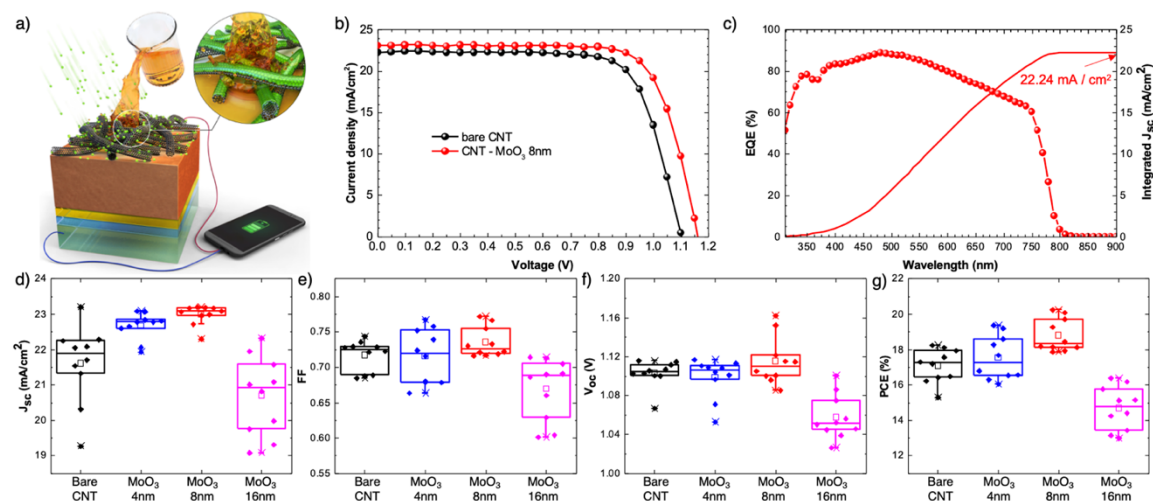 a)
b)
25
20
15
10
5
0
Current density (mA/cm²)
bare CNT
CNT - MoO₃ 8nm
0.0 0.1 0.2 0.3 0.4 0.5 0.6 0.7 0.8 0.9 1.0 1.1 1.2
Voltage (V)
c)
100
80
60
40
20
0
EQE (%)
22.24 mA / cm²
25
20
15
10
5
0
Integrated J_SC (mA/cm²)
350 400 450 500 550 600 650 700 750 800 850 900
Wavelength (nm)
d)
24
23
22
21
20
19
J_SC (mA/cm²)
Bare MoO₃ MoO₃ MoO₃
CNT 4nm 8nm 16nm
e)
0.80
0.75
0.70
0.65
0.60
0.55
FF
Bare MoO₃ MoO₃ MoO₃
CNT 4nm 8nm 16nm
f)
1.20
1.16
1.12
1.08
1.04
1.00
V_OC (V)
Bare MoO₃ MoO₃ MoO₃
CNT 4nm 8nm 16nm
g)
22
20
18
16
14
12
PCE (%)
Bare MoO₃ MoO₃ MoO₃
CNT 4nm 8nm 16nm